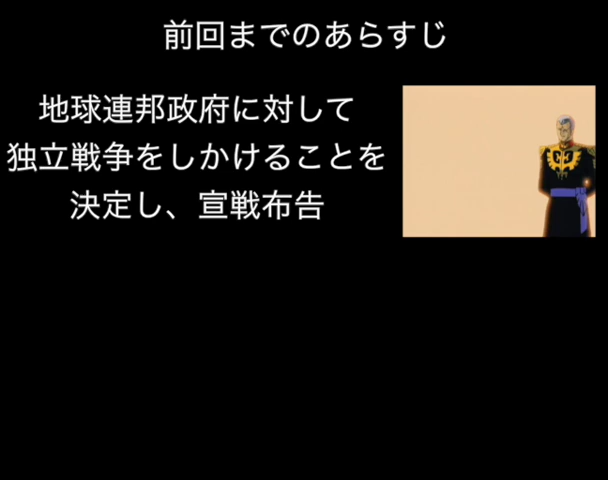 前回までのあらすじ
地球連邦政府に対して
独立戦争をしかけることを
決定し、宣戦布告